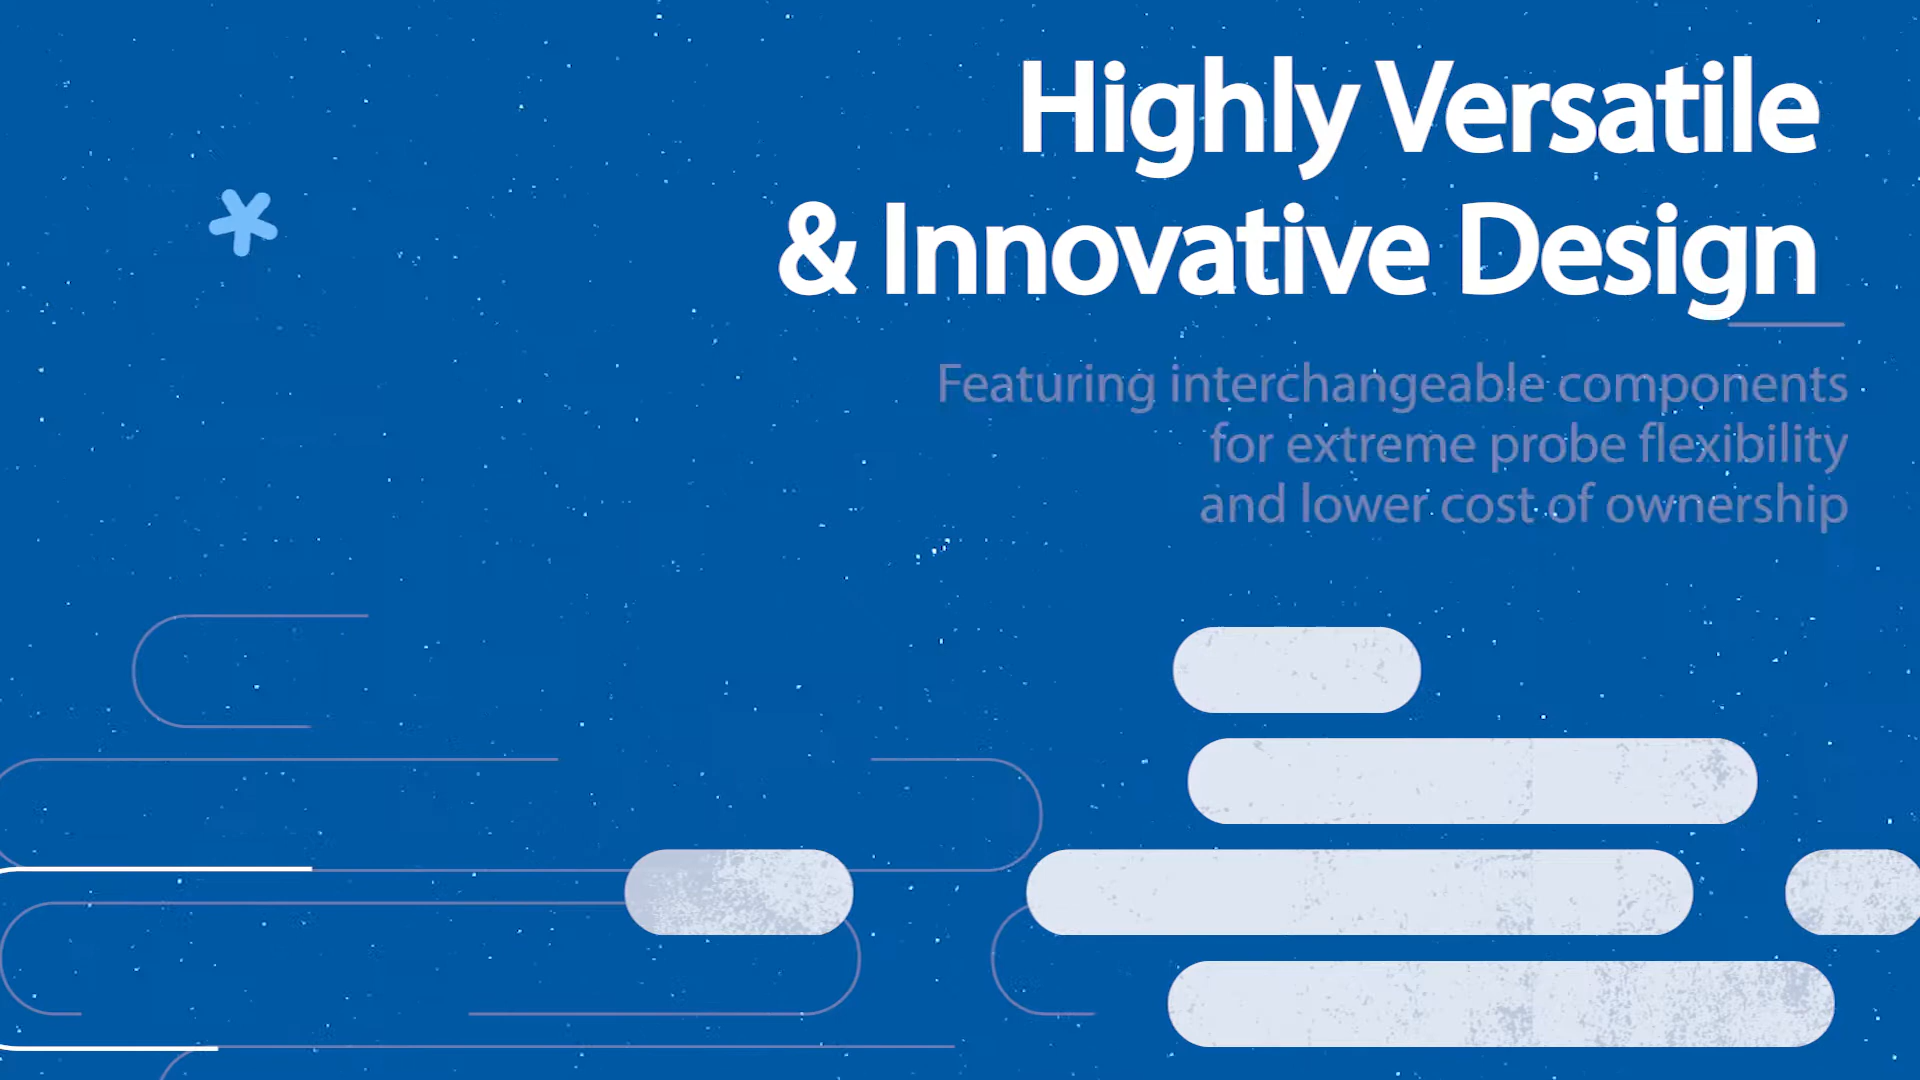 Highly Versatile
& Innovative Design
Featuring interchangeable components
for extreme probe flexibility
and lower cost of ownership